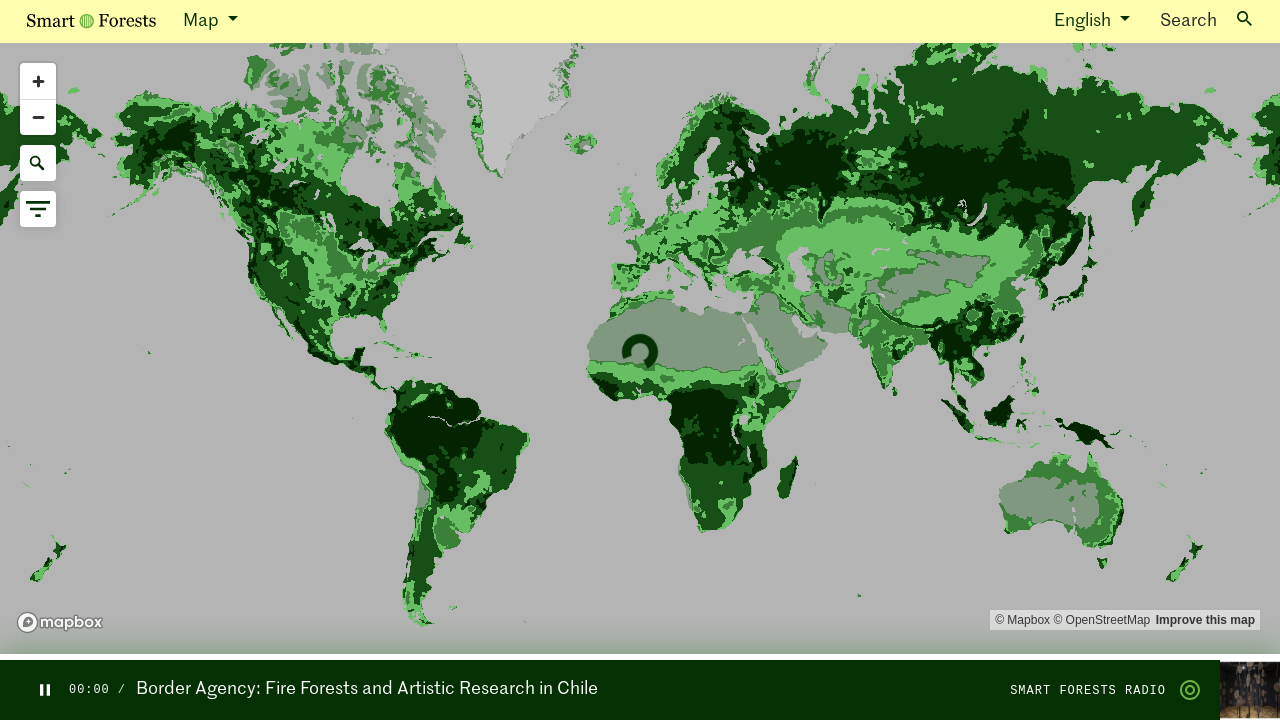 Smart Forests Map English Search
mapbox
© Mapbox © OpenStreetMap Improve this map
00:00 / Border Agency: Fire Forests and Artistic Research in Chile SMART FORESTS RADIO